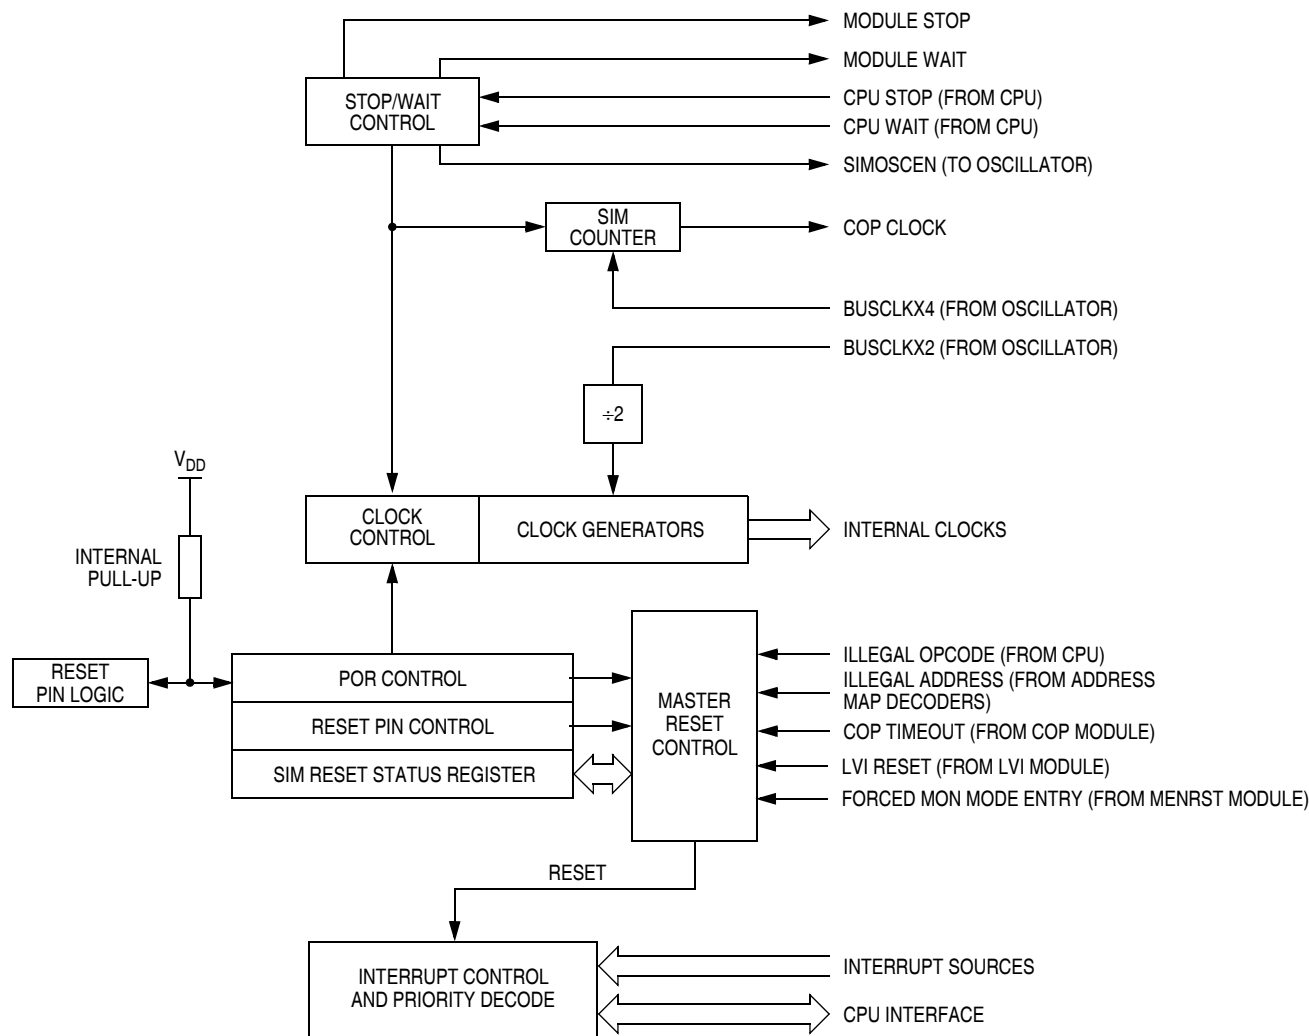 MODULE STOP
MODULE WAIT
STOP/WAIT
CONTROL
CPU STOP (FROM CPU)
CPU WAIT (FROM CPU)
SIMOSCEN (TO OSCILLATOR)
SIM
COUNTER
COP CLOCK
BUSCLKX4 (FROM OSCILLATOR)
BUSCLKX2 (FROM OSCILLATOR)
÷2
VDD
CLOCK
CONTROL
CLOCK GENERATORS
INTERNAL CLOCKS
INTERNAL
PULL-UP
RESET
PIN LOGIC
POR CONTROL
RESET PIN CONTROL
SIM RESET STATUS REGISTER
MASTER
RESET
CONTROL
ILLEGAL OPCODE (FROM CPU)
ILLEGAL ADDRESS (FROM ADDRESS
MAP DECODERS)
COP TIMEOUT (FROM COP MODULE)
LVI RESET (FROM LVI MODULE)
FORCED MON MODE ENTRY (FROM MENRST MODULE)
RESET
INTERRUPT CONTROL
AND PRIORITY DECODE
INTERRUPT SOURCES
CPU INTERFACE